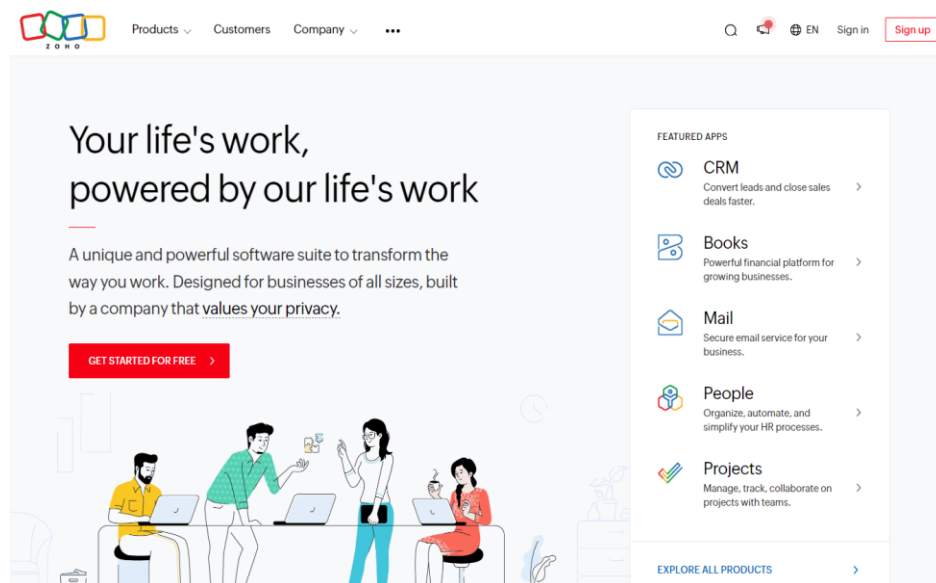 ZOHO
Products
Customers
Company
•••
EN
Sign in
Sign up
Your life's work,
powered by our life's work
A unique and powerful software suite to transform the
way you work. Designed for businesses of all sizes, built
by a company that values your privacy.
GET STARTED FOR FREE
FEATURED APPS
CRM
Convert leads and close sales
deals faster.
Books
Powerful financial platform for
growing businesses.
Mail
Secure email service for your
business.
People
Organize, automate, and
simplify your HR processes.
Projects
Manage, track, collaborate on
projects with teams.
EXPLORE ALL PRODUCTS